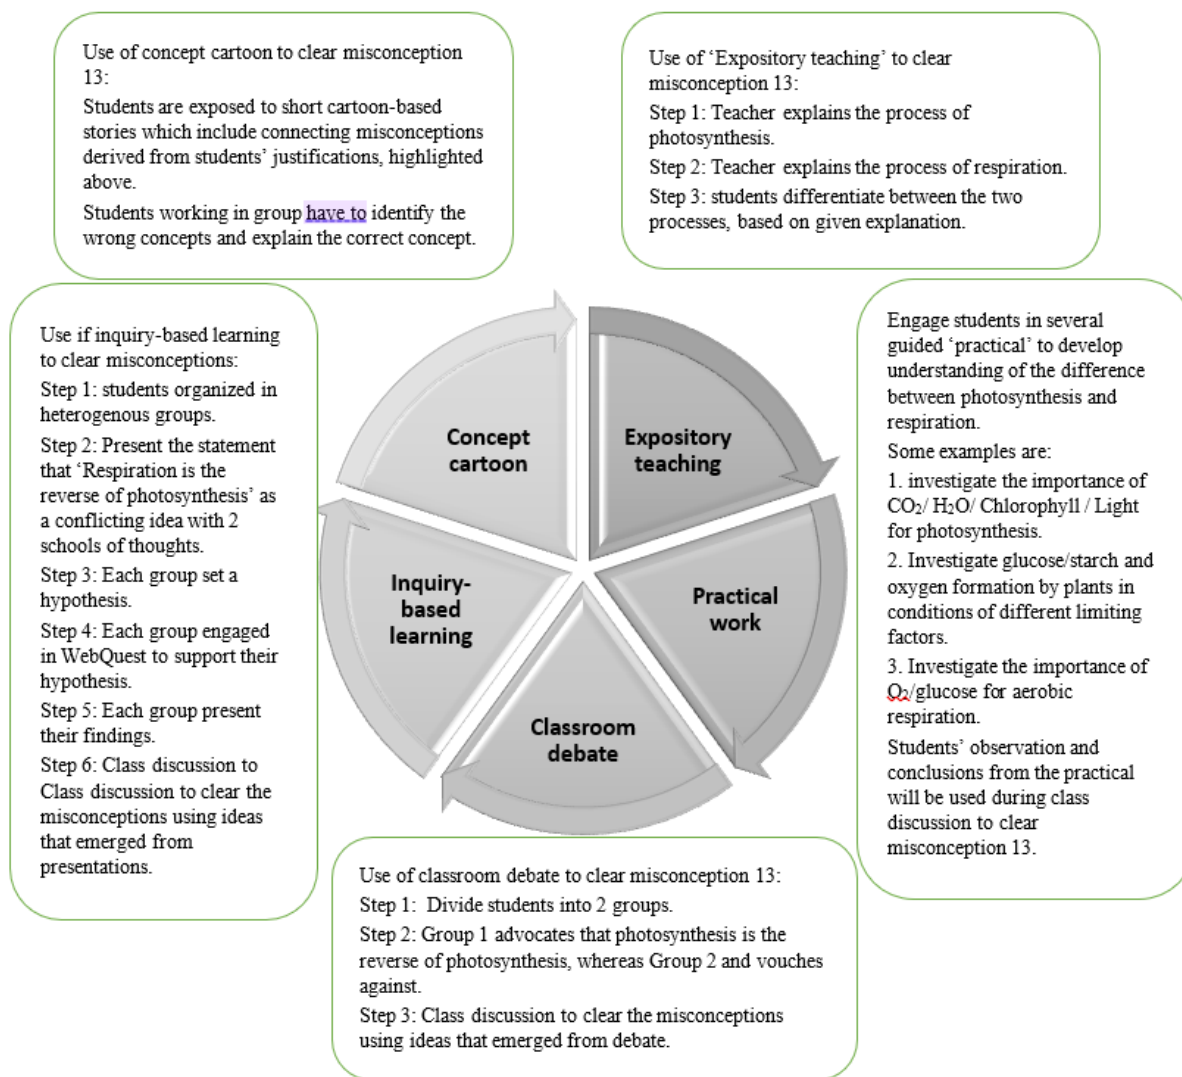 Use of concept cartoon to clear misconception
13:
Students are exposed to short cartoon-based
stories which include connecting misconceptions
derived from students’ justifications, highlighted
above.
Students working in group have to identify the
wrong concepts and explain the correct concept.
Use of ‘Expository teaching’ to clear
misconception 13:
Step 1: Teacher explains the process of
photosynthesis.
Step 2: Teacher explains the process of respiration.
Step 3: students differentiate between the two
processes, based on given explanation.
Use if inquiry-based learning
to clear misconceptions:
Step 1: students organized in
heterogenous groups.
Step 2: Present the statement
that ‘Respiration is the
reverse of photosynthesis’ as
a conflicting idea with 2
schools of thoughts.
Step 3: Each group set a
hypothesis.
Step 4: Each group engaged
in WebQuest to support their
hypothesis.
Step 5: Each group present
their findings.
Step 6: Class discussion to
Class discussion to clear the
misconceptions using ideas
that emerged from
presentations.
Concept
cartoon
Expository
teaching
Inquiry-
based
learning
Practical
work
Classroom
debate
Engage students in several
guided ‘practical’ to develop
understanding of the difference
between photosynthesis and
respiration.
Some examples are:
1. investigate the importance of
CO₂/ H₂O/ Chlorophyll / Light
for photosynthesis.
2. Investigate glucose/starch and
oxygen formation by plants in
conditions of different limiting
factors.
3. Investigate the importance of
O₂/glucose for aerobic
respiration.
Students’ observation and
conclusions from the practical
will be used during class
discussion to clear
misconception 13.
Use of classroom debate to clear misconception 13:
Step 1:  Divide students into 2 groups.
Step 2: Group 1 advocates that photosynthesis is the
reverse of photosynthesis, whereas Group 2 and vouches
against.
Step 3: Class discussion to clear the misconceptions
using ideas that emerged from debate.